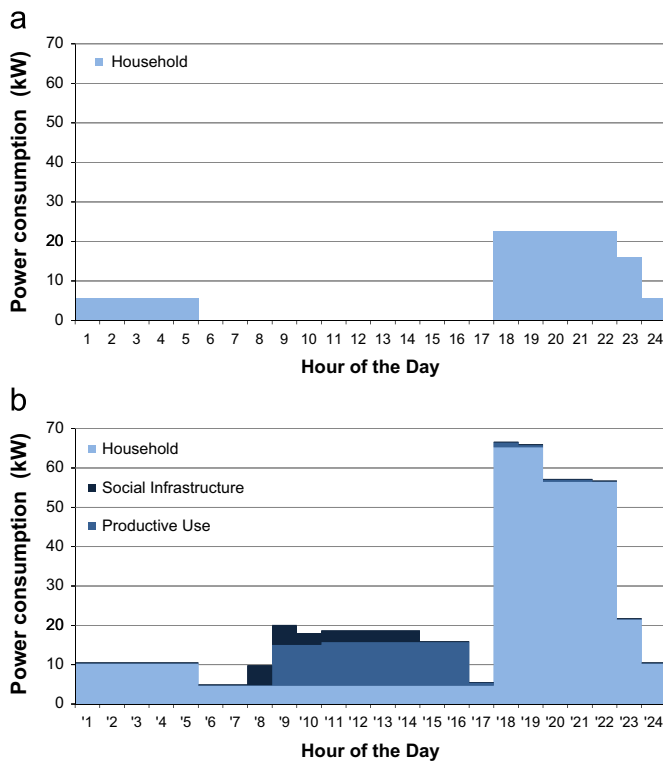 a
Power consumption (kW)
70
60
50
40
30
20
10
0
Household
1 2 3 4 5 6 7 8 9 10 11 12 13 14 15 16 17 18 19 20 21 22 23 24
Hour of the Day
b
Power consumption (kW)
70
60
50
40
30
20
10
0
Household
Social Infrastructure
Productive Use
'1 '2 '3 '4 '5 '6 '7 '8 '9 '10 '11 '12 '13 '14 '15 '16 '17 '18 '19 '20 '21 '22 '23 '24
Hour of the Day